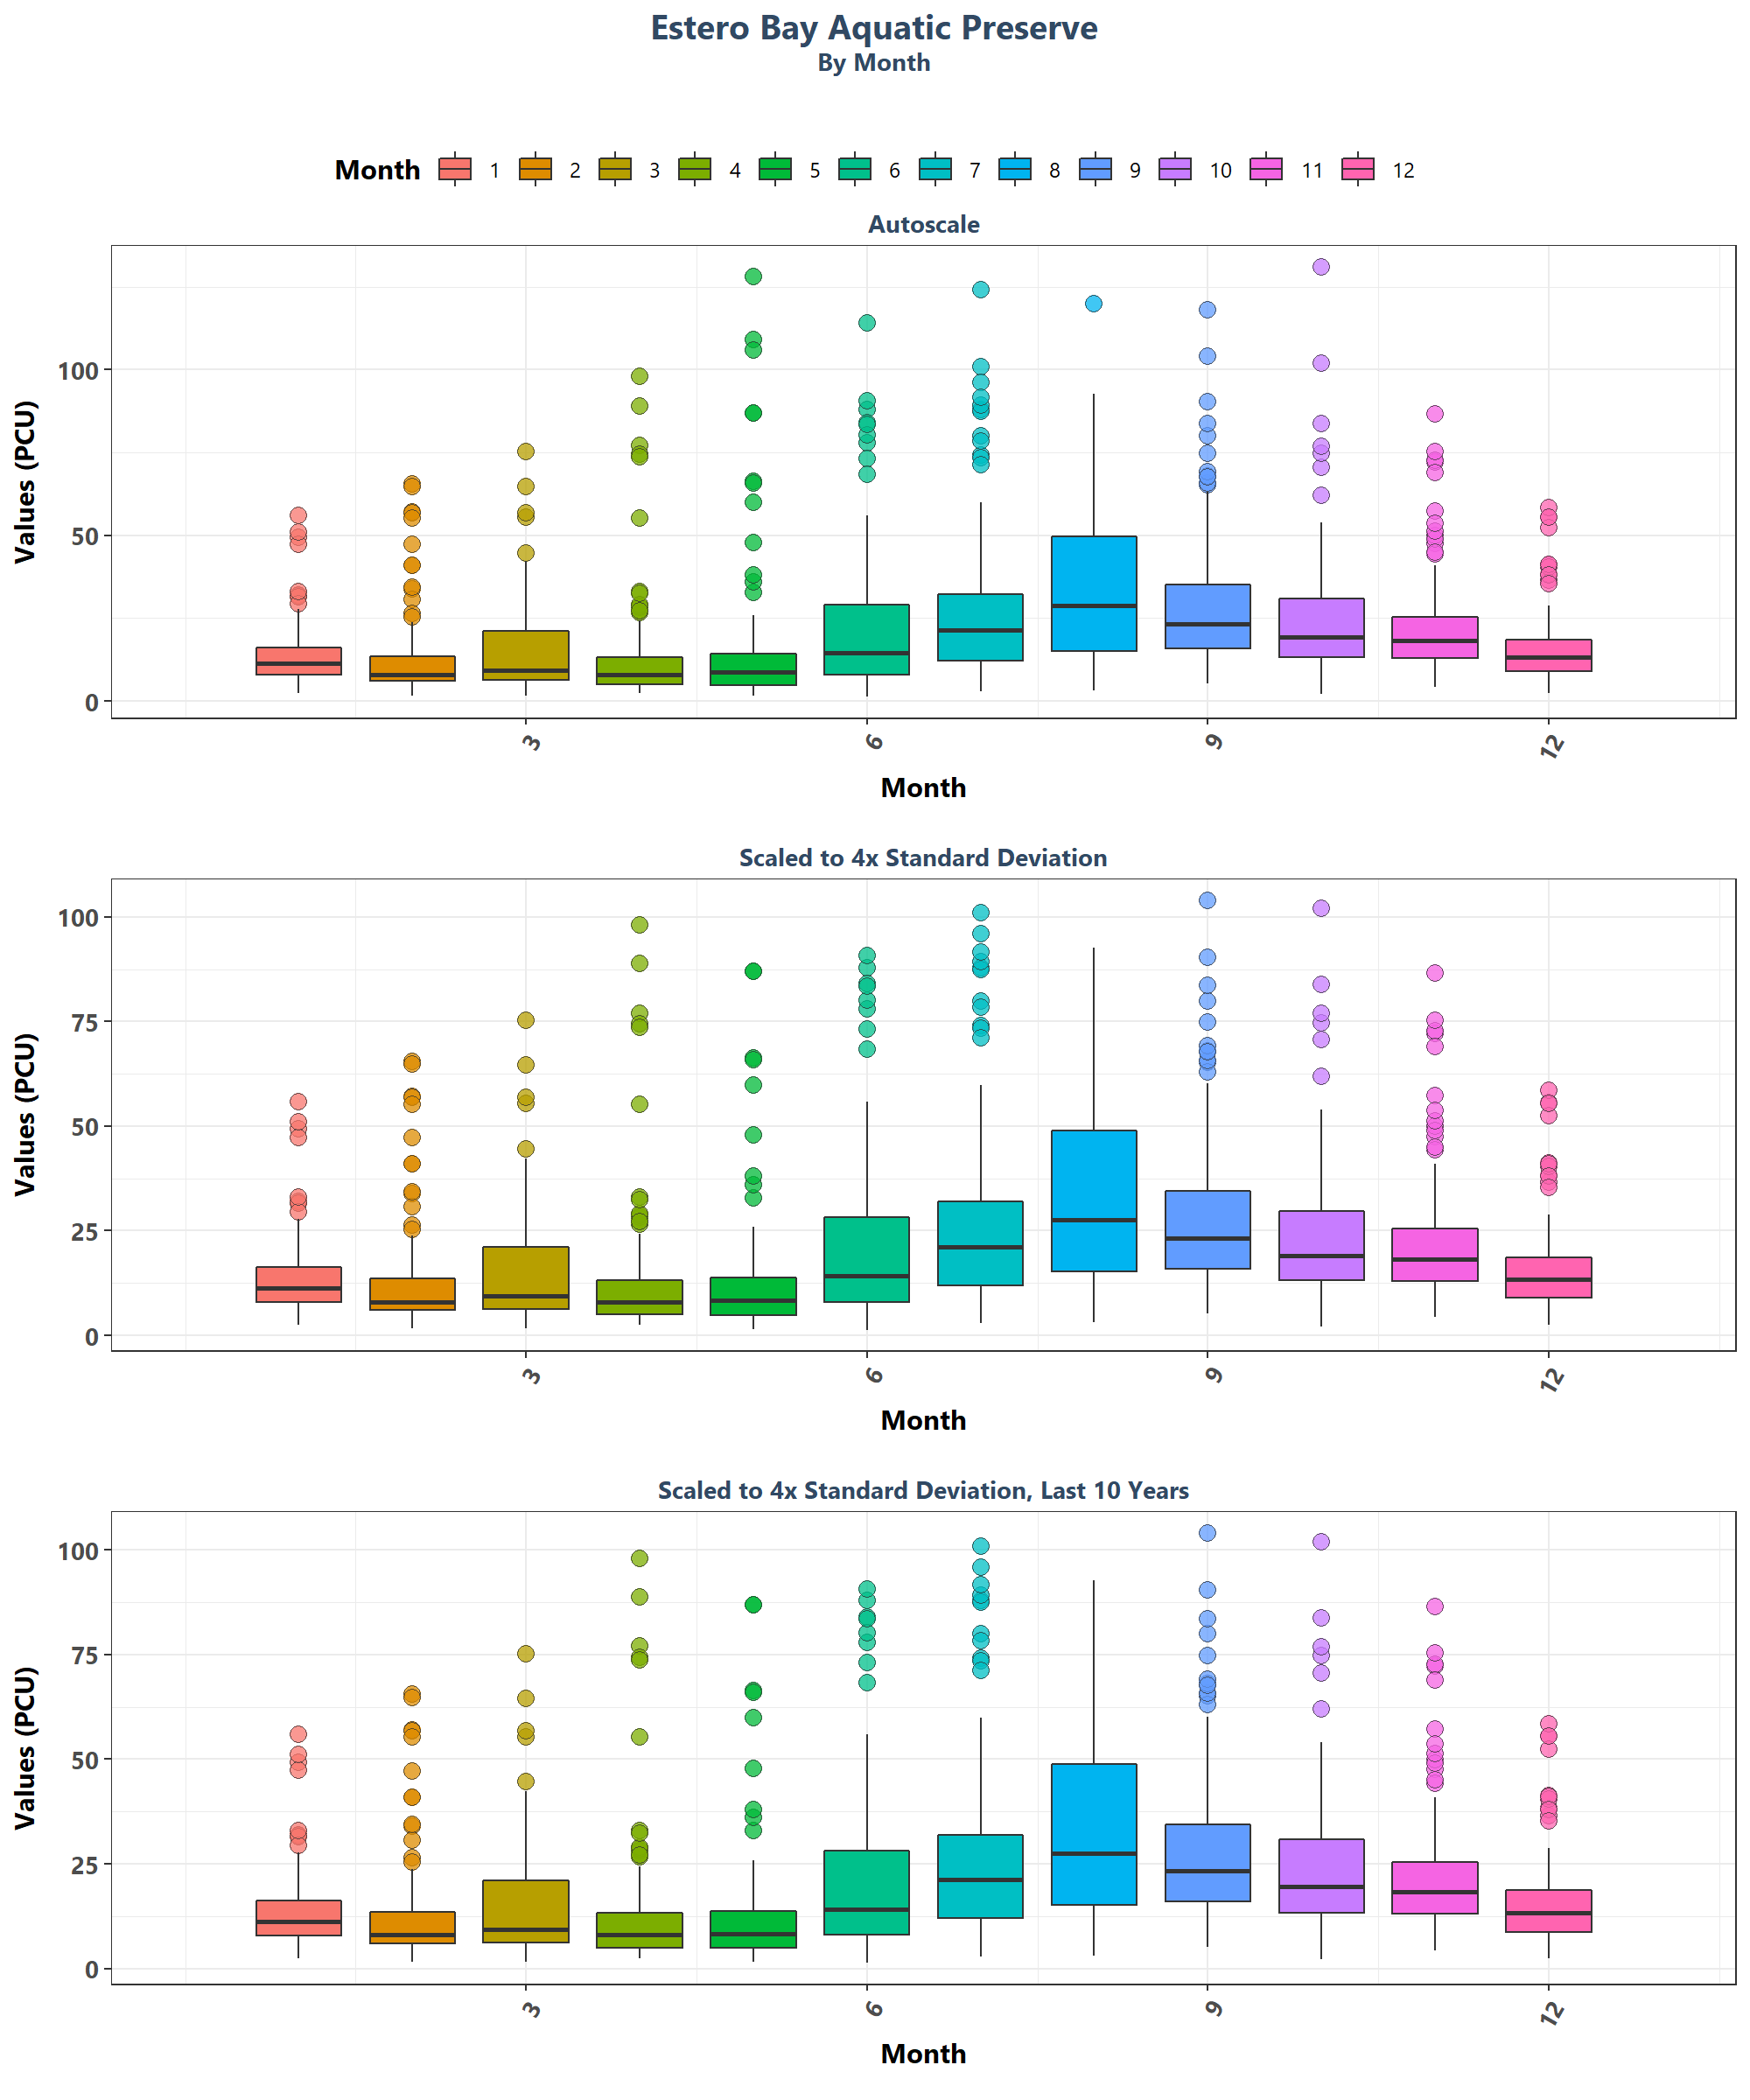 Estero Bay Aquatic Preserve
By Month
Month 1 2 3 4 5 6 7 8 9 10 11 12
Autoscale
Values (PCU)
100
50
0
3 6 9 12
Month
Scaled to 4x Standard Deviation
Values (PCU)
100
75
50
25
0
3 6 9 12
Month
Scaled to 4x Standard Deviation, Last 10 Years
Values (PCU)
100
75
50
25
0
3 6 9 12
Month